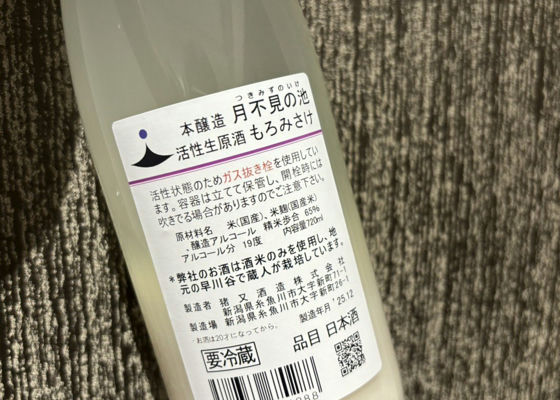 つきみずのいけ
本醸造 月不見の池
活性生原酒 もろみさけ
活性状態のためガス抜き栓を使用してい
ます。容器は立てて保管し、開栓時には
吹きでる場合がありますのでご注意下さい。
原材料名 米(国産)、米麹(国産米)
、醸造アルコール 精米歩合 65%
アルコール分 19度 内容量720ml
*弊社のお酒は酒米のみを使用し、地
元の早川谷で蔵人が栽培しています。
製造者 猪又酒造株式会社
新潟県糸魚川市大字新町71-1
製造場 新潟県糸魚川市大字新町26-1
・お酒は20才になってから。 製造年月 '25.12
要冷蔵 品目 日本酒